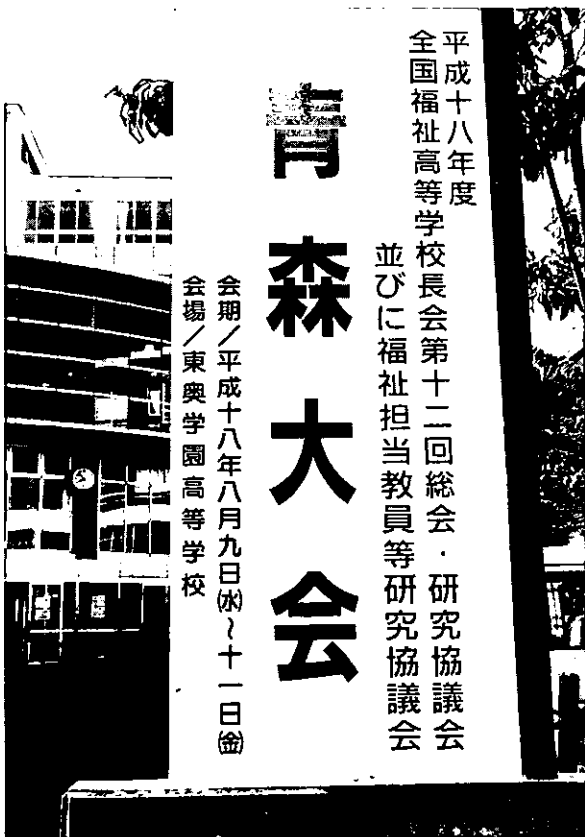 平成十八年度
全国福祉高等学校長会第十二回総会・研究協議会
並びに福祉担当教員等研究協議会
青森大会
会期/平成十八年八月九日㈬~十一日㈮
会場/東奥学園高等学校